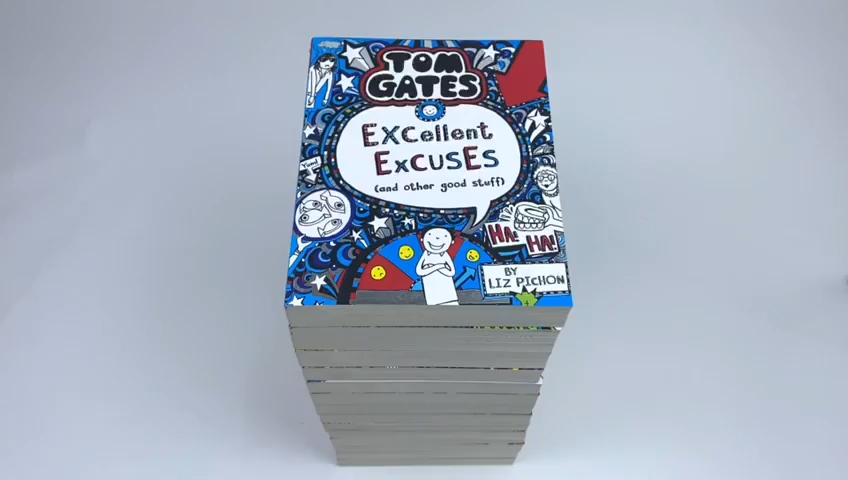 TOM
GATES
EXCellent
ExCUSEs
(and other good stuff)
Yum!
HA!
HA!
BY
LIZ PICHON